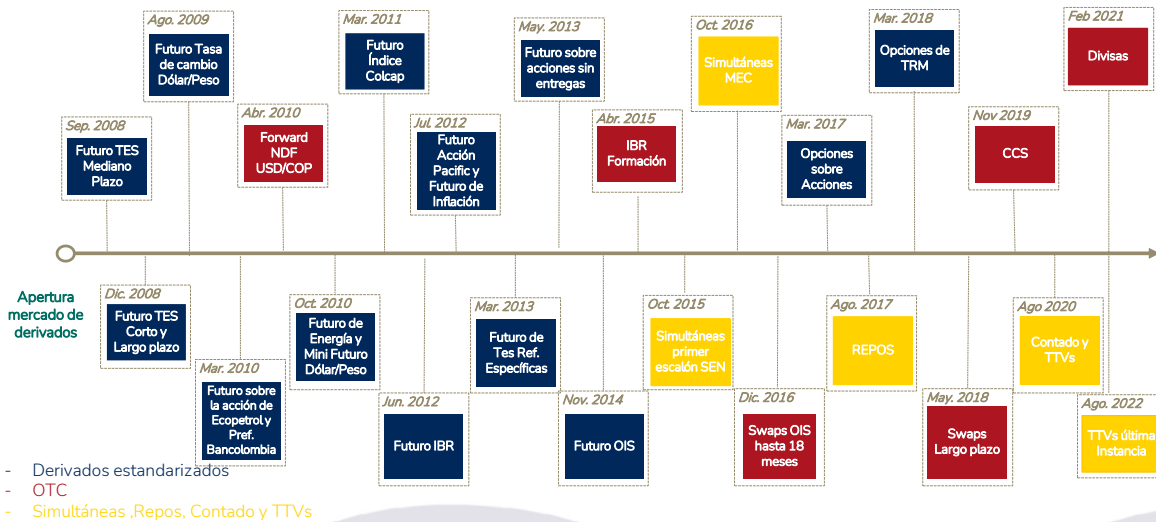 Ago. 2009
Futuro Tasa
de cambio
Dólar/Peso
Mar. 2011
Futuro
Índice
Colcap
May. 2013
Futuro sobre
acciones sin
entregas
Oct. 2016
Simultáneas
MEC
Mar. 2018
Opciones de
TRM
Feb 2021
Divisas
Sep. 2008
Futuro TES
Mediano
Plazo
Abr. 2010
Forward
NDF
USD/COP
Jul. 2012
Futuro
Acción
Pacific y
Futuro de
Inflación
Abr. 2015
IBR
Formación
Mar. 2017
Opciones
sobre
Acciones
Nov 2019
CCS
Apertura
mercado de
derivados
Dic. 2008
Futuro TES
Corto y
Largo plazo
Oct. 2010
Futuro de
Energía y
Mini Futuro
Dólar/Peso
Mar. 2013
Futuro de
Tes Ref.
Específicas
Oct. 2015
Simultáneas
primer
escalón SEN
Ago. 2017
REPOS
Ago 2020
Contado y
TTVs
Mar. 2010
Futuro sobre
la acción de
Ecopetrol y
Pref.
Bancolombia
Jun. 2012
Futuro IBR
Nov. 2014
Futuro OIS
Dic. 2016
Swaps OIS
hasta 18
meses
May. 2018
Swaps
Largo plazo
Ago. 2022
TTVs última
Instancia
- Derivados estandarizados
- OTC
- Simultáneas ,Repos, Contado y TTVs